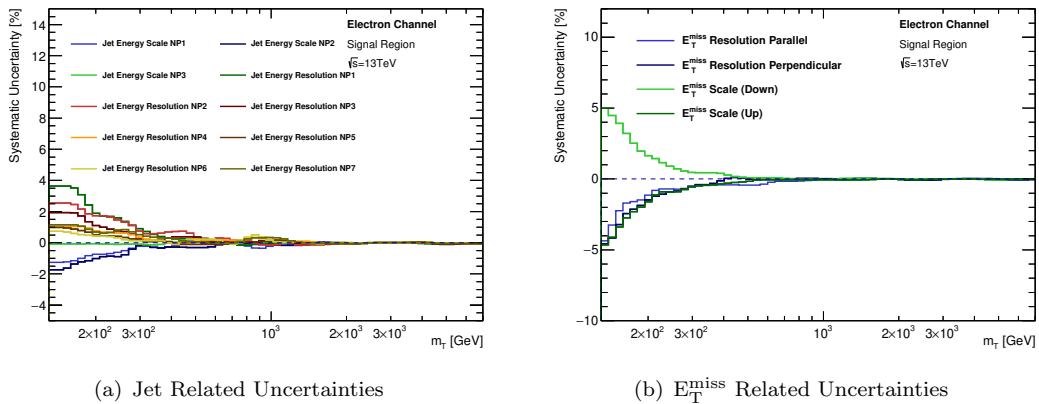 Systematic Uncertainty [%]
14
12
10
8
6
4
2
0
−2
−4
Electron Channel
Signal Region
√s=13TeV
Jet Energy Scale NP1
Jet Energy Scale NP2
Jet Energy Scale NP3
Jet Energy Resolution NP1
Jet Energy Resolution NP2
Jet Energy Resolution NP3
Jet Energy Resolution NP4
Jet Energy Resolution NP5
Jet Energy Resolution NP6
Jet Energy Resolution NP7
2×10² 3×10² 10³ 2×10³ 3×10³
m_T [GeV]
(a) Jet Related Uncertainties
Systematic Uncertainty [%]
10
5
0
−5
−10
Electron Channel
Signal Region
√s=13TeV
E_T^miss Resolution Parallel
E_T^miss Resolution Perpendicular
E_T^miss Scale (Down)
E_T^miss Scale (Up)
2×10² 3×10² 10³ 2×10³ 3×10³
m_T [GeV]
(b) E_T^miss Related Uncertainties